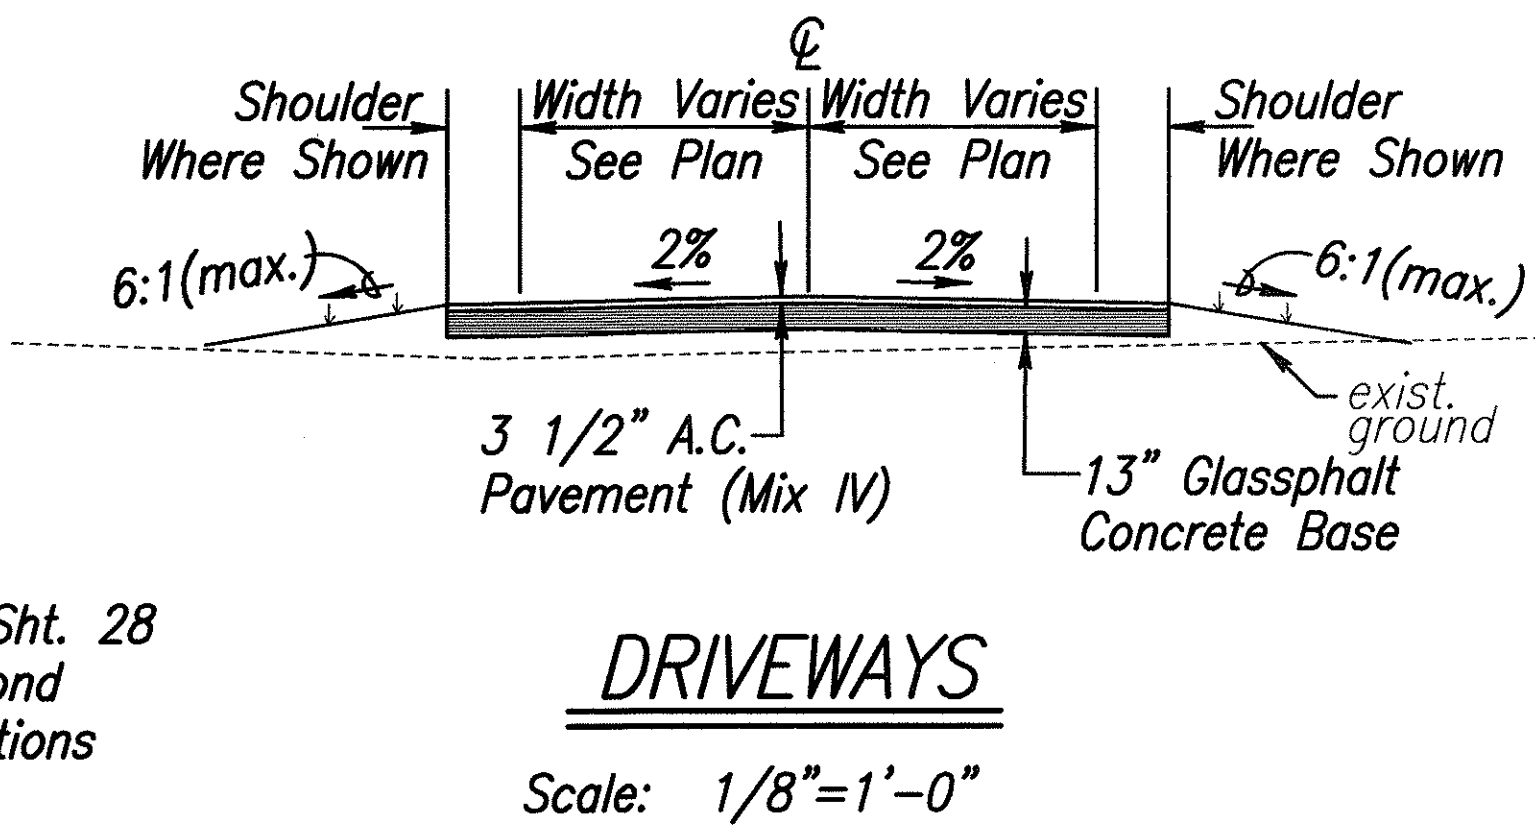 ℄
Shoulder
Where Shown
Width Varies
See Plan
Width Varies
See Plan
Shoulder
Where Shown
6:1(max.)
2%
2%
6:1(max.)
exist.
ground
3 1/2" A.C.
Pavement (Mix IV)
13" Glassphalt
Concrete Base
Sht. 28
ond
tions
DRIVEWAYS
Scale: 1/8"=1'-0"